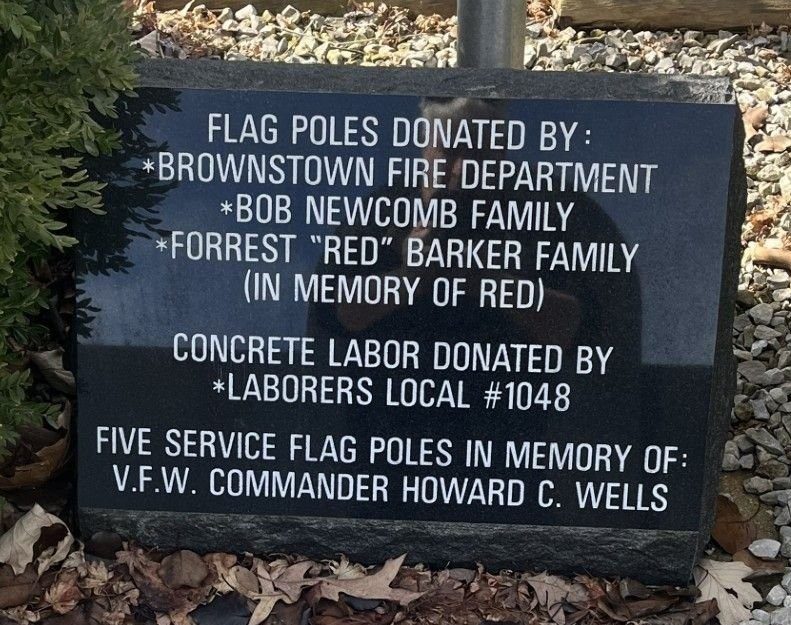 FLAG POLES DONATED BY:
*BROWNSTOWN FIRE DEPARTMENT
*BOB NEWCOMB FAMILY
*FORREST "RED" BARKER FAMILY
(IN MEMORY OF RED)
CONCRETE LABOR DONATED BY
*LABORERS LOCAL #1048
FIVE SERVICE FLAG POLES IN MEMORY OF:
V.F.W. COMMANDER HOWARD C. WELLS